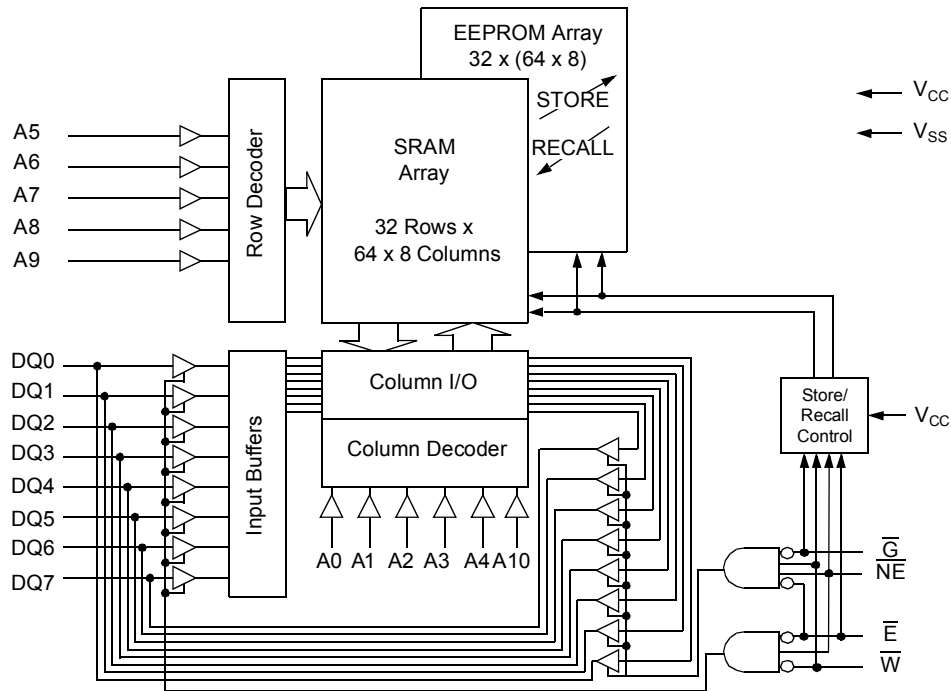 EEPROM Array
32 x (64 x 8)
STORE
RECALL
V_CC
V_SS
SRAM
Array
32 Rows x
64 x 8 Columns
A5
A6
A7
A8
A9
Row Decoder
DQ0
DQ1
DQ2
DQ3
DQ4
DQ5
DQ6
DQ7
Input Buffers
Column I/O
Column Decoder
A0 A1 A2 A3 A4 A10
Store/
Recall
Control
V_CC
G̅
N̅E̅
E̅
W̅